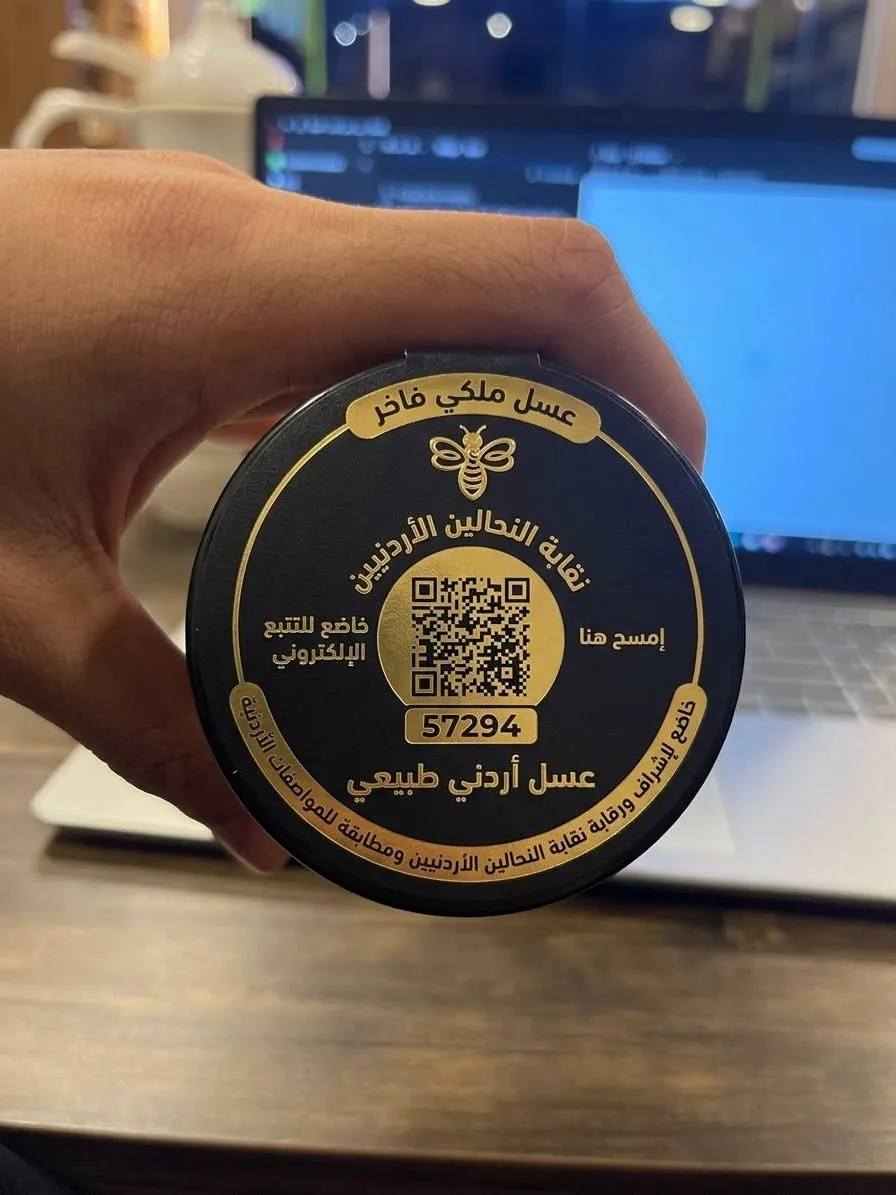 عسل ملكي فاخر
نقابة النحالين الأردنيين
إمسح هنا
خاضع للتتبع
الإلكتروني
57294
عسل أردني طبيعي
خاضع لإشراف ورقابة نقابة النحالين الأردنيين ومطابقة للمواصفات الأردنية